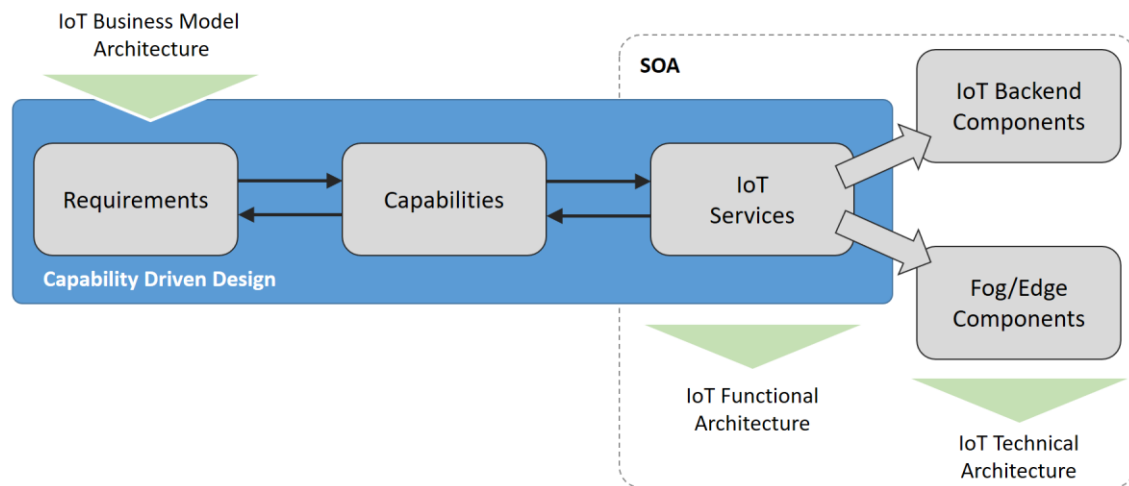 IoT Business Model
Architecture
SOA
IoT Backend
Components
Requirements
Capabilities
IoT
Services
Capability Driven Design
Fog/Edge
Components
IoT Functional
Architecture
IoT Technical
Architecture